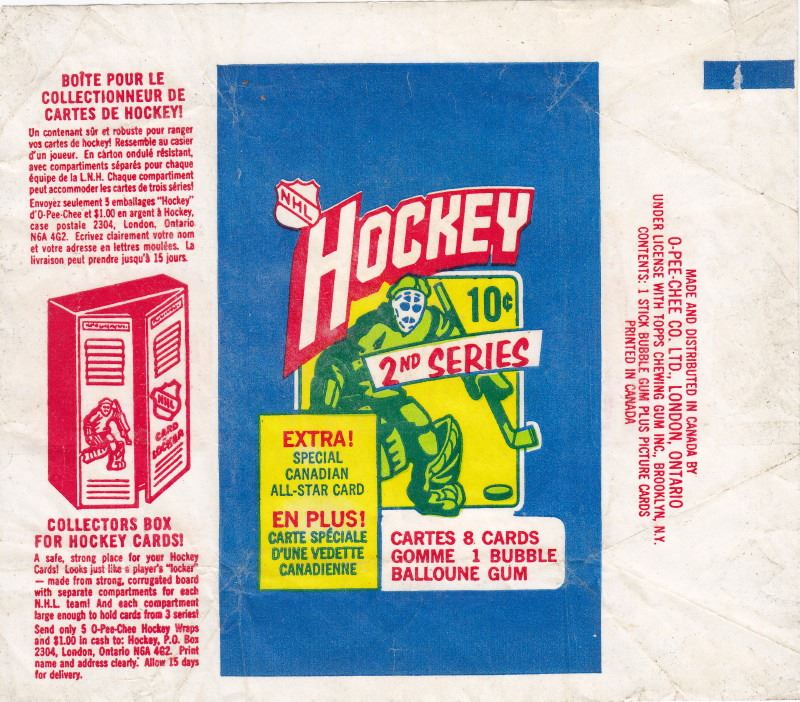 BOÎTE POUR LE
COLLECTIONNEUR DE
CARTES DE HOCKEY!
Un contenant sûr et robuste pour ranger
vos cartes de hockey! Ressemble au casier
d'un joueur. En carton ondulé résistant,
avec compartiments séparés pour chaque
équipe de la L.N.H. Chaque compartiment
peut accommoder les cartes de trois séries!
Envoyez seulement 5 emballages "Hockey"
d'O-Pee-Chee et $1.00 en argent à Hockey,
case postale 2304, London, Ontario
N6A 4G2. Ecrivez clairement votre nom
et votre adresse en lettres moulées. La
livraison peut prendre jusqu'à 15 jours.
NHL
CARD
LOCKER
COLLECTORS BOX
FOR HOCKEY CARDS!
A safe, strong place for your Hockey
Cards! Looks just like a player's "locker"
— made from strong, corrugated board
with separate compartments for each
N.H.L. team! And each compartment
large enough to hold cards from 3 series!
Send only 5 O-Pee-Chee Hockey Wraps
and $1.00 in cash to: Hockey, P.O. Box
2304, London, Ontario N6A 4G2. Print
name and address clearly. Allow 15 days
for delivery.
NHL
HOCKEY
10¢
2ND SERIES
EXTRA!
SPECIAL
CANADIAN
ALL-STAR CARD
EN PLUS!
CARTE SPÉCIALE
D'UNE VEDETTE
CANADIENNE
CARTES 8 CARDS
GOMME 1 BUBBLE
BALLOUNE GUM
MADE AND DISTRIBUTED IN CANADA BY
O-PEE-CHEE CO. LTD., LONDON, ONTARIO
UNDER LICENSE WITH TOPPS CHEWING GUM INC., BROOKLYN, N.Y.
CONTENTS: 1 STICK BUBBLE GUM PLUS PICTURE CARDS
PRINTED IN CANADA